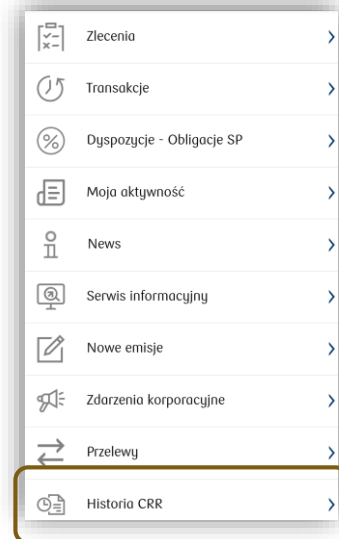 Zlecenia
Transakcje
Dyspozycje - Obligacje SP
Moja aktywność
News
Serwis informacyjny
Nowe emisje
Zdarzenia korporacyjne
Przelewy
Historia CRR